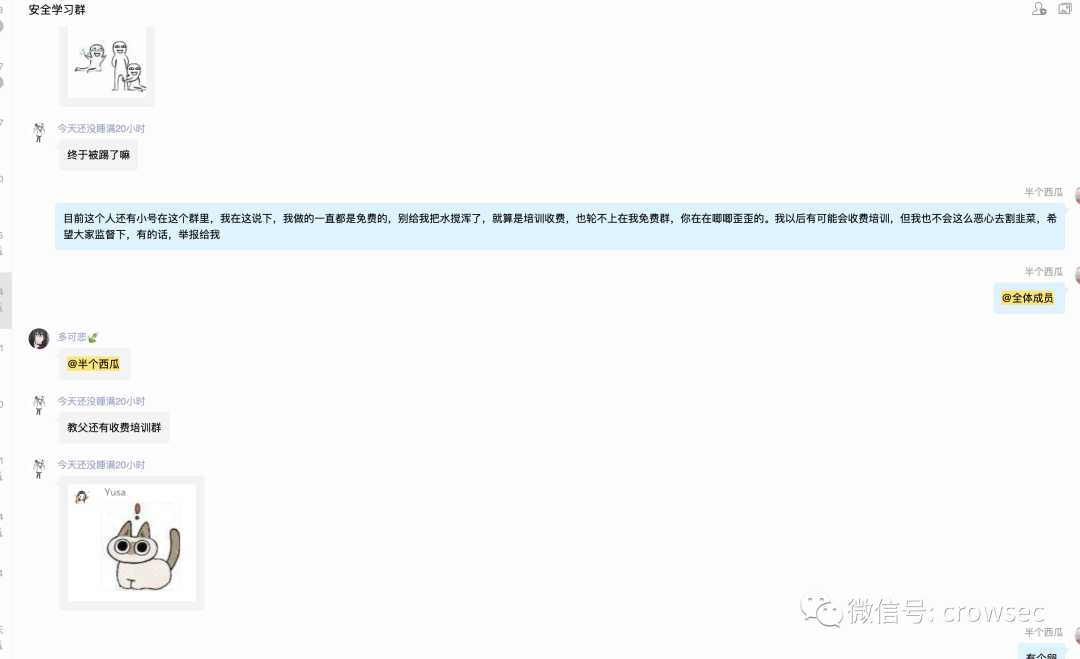 安全学习群
今天还没睡满20小时
终于被踢了嘛
半个西瓜
目前这个人还有小号在这个群里，我在这说下，我做的一直都是免费的，别给我把水搅浑了，就算是培训收费，也轮不上在我免费群，你在在唧唧歪歪的。我以后有可能会收费培训，但我也不会这么恶心去割韭菜，希
望大家监督下，有的话，举报给我
半个西瓜
@全体成员
多可悲
@半个西瓜
今天还没睡满20小时
教父还有收费培训群
今天还没睡满20小时
Yusa
微信号: crowsec
半个西瓜